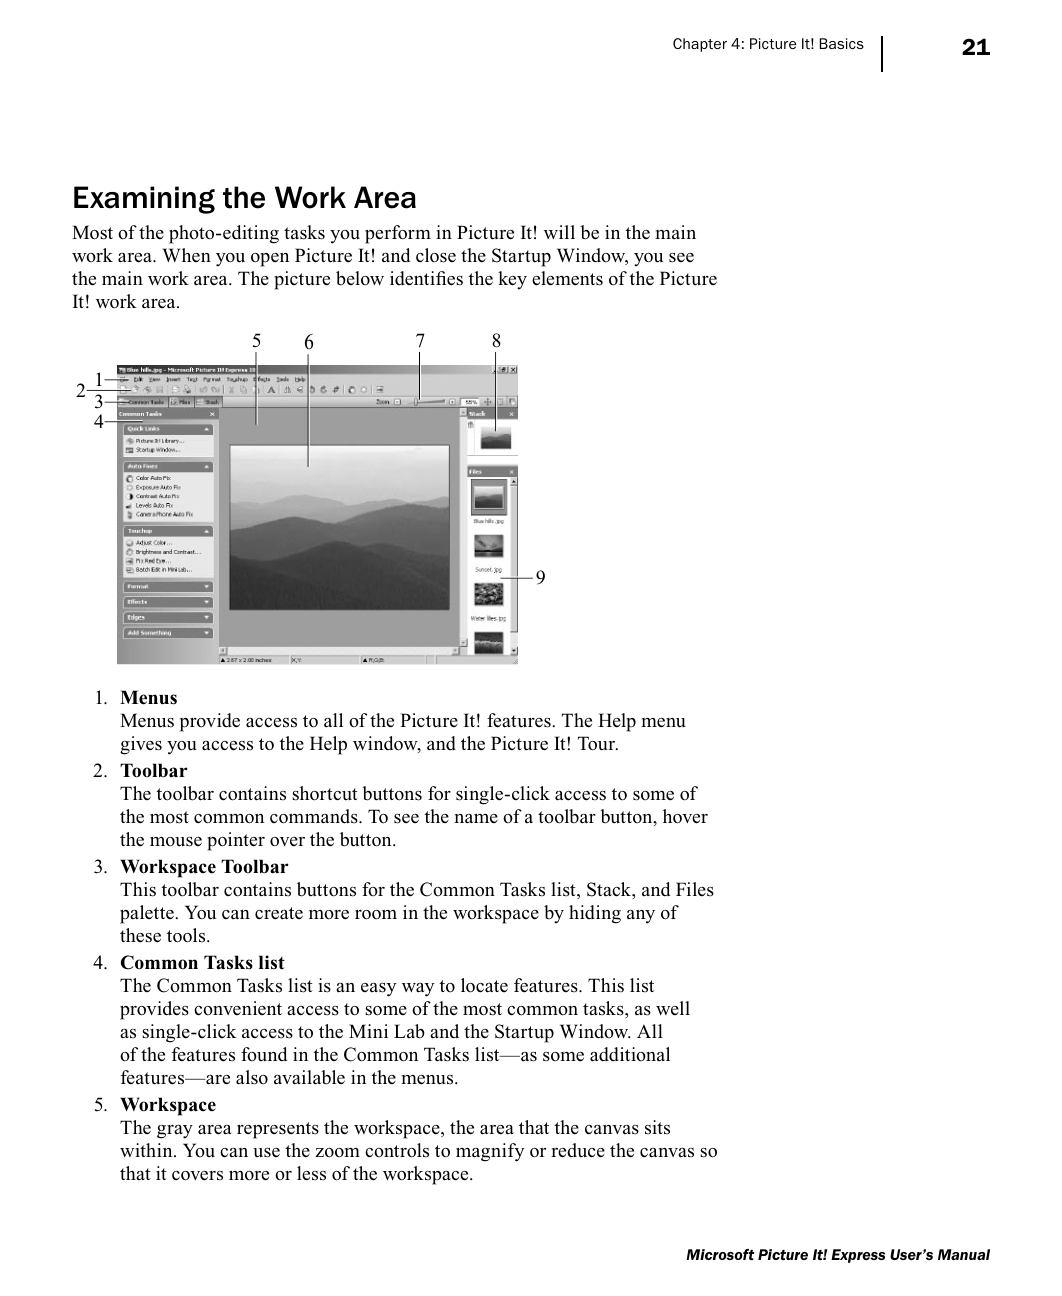 Chapter 4: Picture It! Basics
21
Examining the Work Area
Most of the photo-editing tasks you perform in Picture It! will be in the main
work area. When you open Picture It! and close the Startup Window, you see
the main work area. The picture below identifies the key elements of the Picture
It! work area.
5 6 7 8
1
2
3
4
9
Blue hills.jpg - Microsoft Picture It! Express 10
Edit View Insert Text Format Touchup Effects Tools Help
Common Tasks Files Stack
Zoom 55%
Common Tasks
Quick Links
Picture It! Library...
Startup Window...
Auto Fixes
Color Auto Fix
Exposure Auto Fix
Contrast Auto Fix
Levels Auto Fix
Camera Phone Auto Fix
Touchup
Adjust Color...
Brightness and Contrast...
Fix Red Eye...
Batch Edit in Mini Lab...
Format
Effects
Edges
Add Something
Stack
Files
Blue hills.jpg
Sunset.jpg
Water lilies.jpg
X,Y:
R,G,B:
1. Menus
Menus provide access to all of the Picture It! features. The Help menu
gives you access to the Help window, and the Picture It! Tour.
2. Toolbar
The toolbar contains shortcut buttons for single-click access to some of
the most common commands. To see the name of a toolbar button, hover
the mouse pointer over the button.
3. Workspace Toolbar
This toolbar contains buttons for the Common Tasks list, Stack, and Files
palette. You can create more room in the workspace by hiding any of
these tools.
4. Common Tasks list
The Common Tasks list is an easy way to locate features. This list
provides convenient access to some of the most common tasks, as well
as single-click access to the Mini Lab and the Startup Window. All
of the features found in the Common Tasks list—as some additional
features—are also available in the menus.
5. Workspace
The gray area represents the workspace, the area that the canvas sits
within. You can use the zoom controls to magnify or reduce the canvas so
that it covers more or less of the workspace.
Microsoft Picture It! Express User's Manual